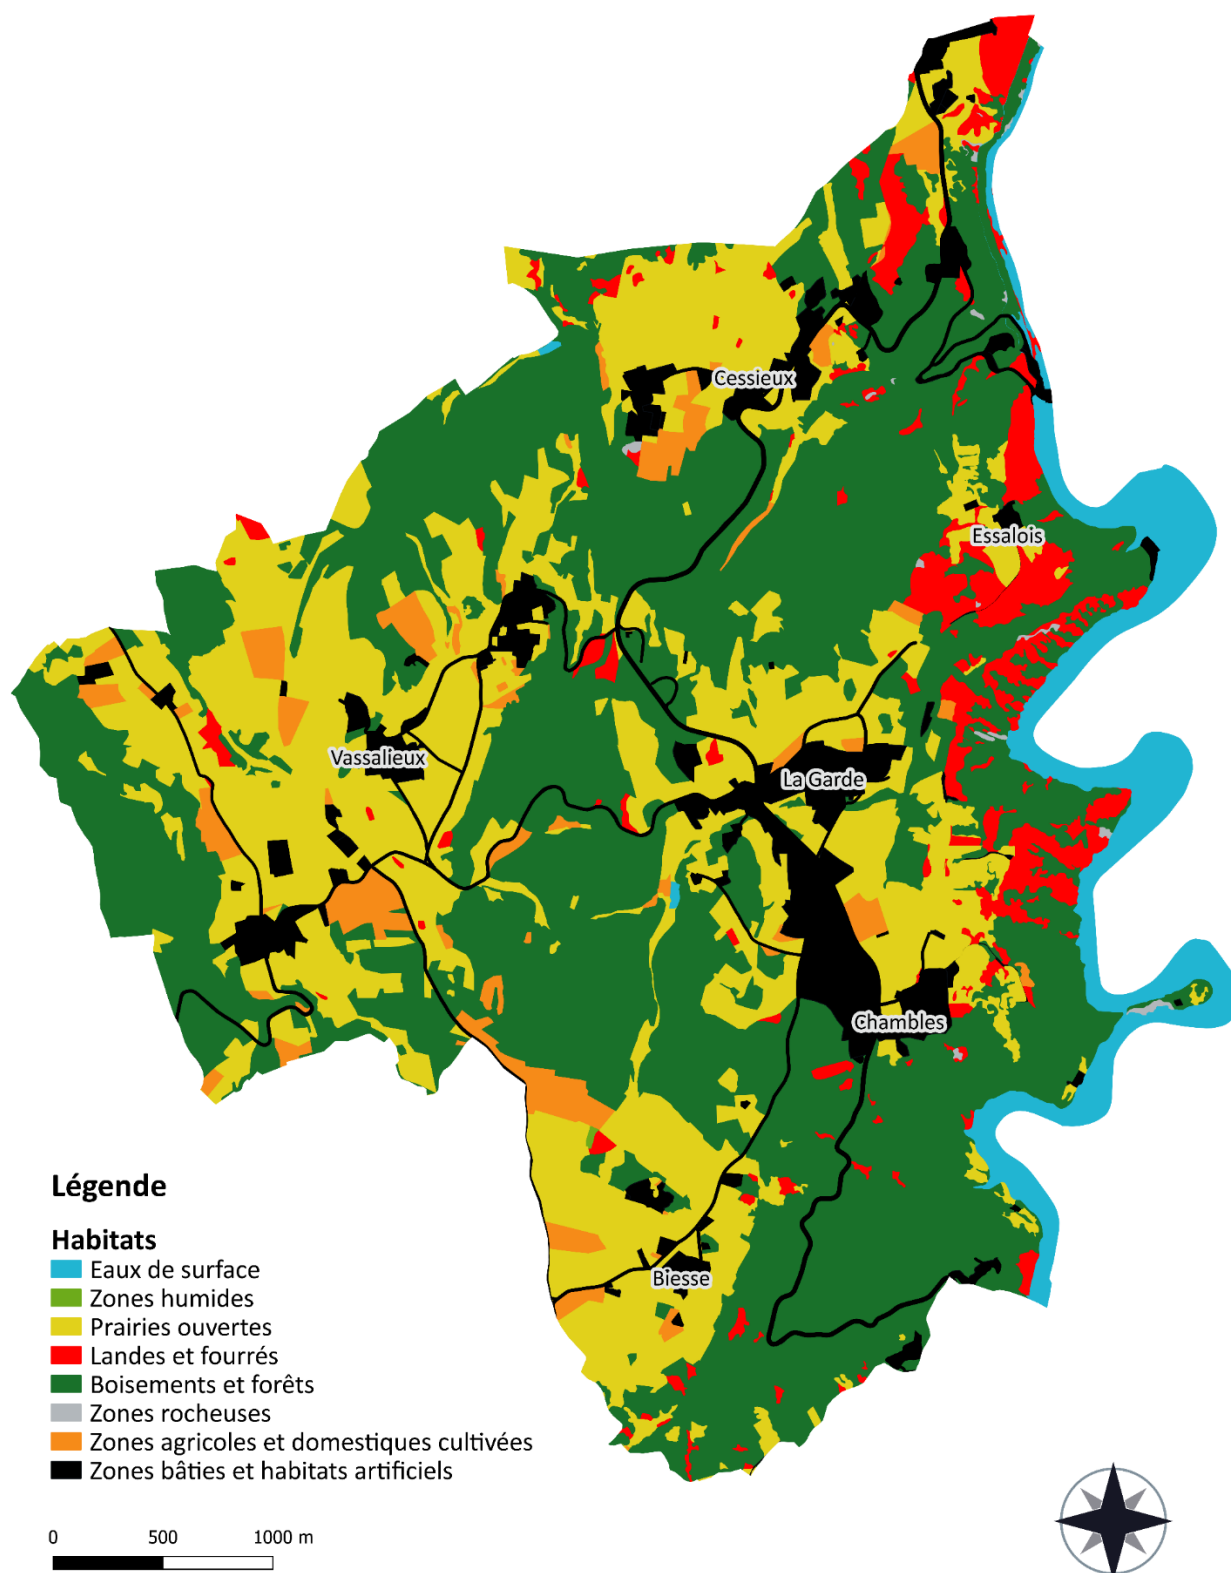 Cessieux
Essalois
Vassalieux
La Garde
Chambles
Biesse
Légende
Habitats
Eaux de surface
Zones humides
Prairies ouvertes
Landes et fourrés
Boisements et forêts
Zones rocheuses
Zones agricoles et domestiques cultivées
Zones bâties et habitats artificiels
0 500 1000 m